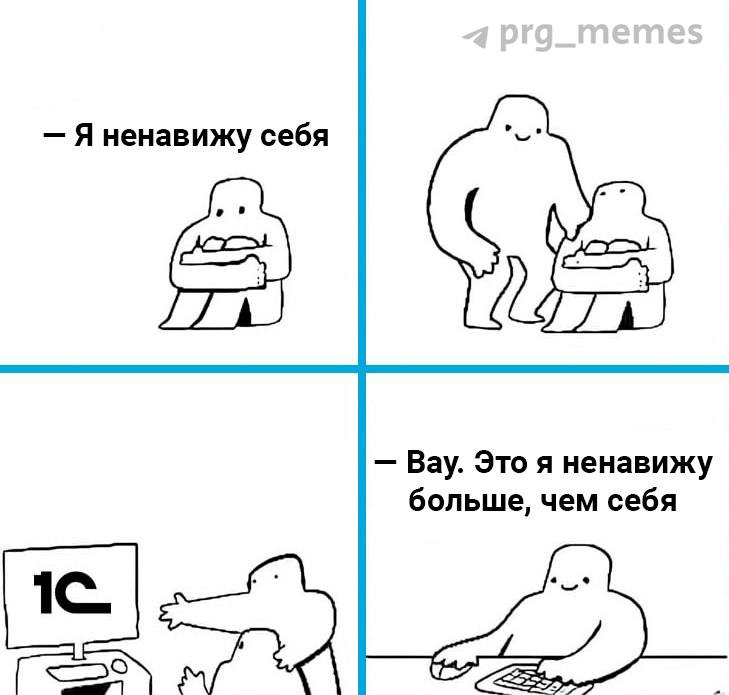 prg_memes
— Я ненавижу себя
1С
— Вау. Это я ненавижу
больше, чем себя